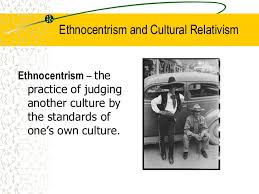 Ethnocentrism and Cultural Relativism
Ethnocentrism – the
practice of judging
another culture by
the standards of
one's own culture.